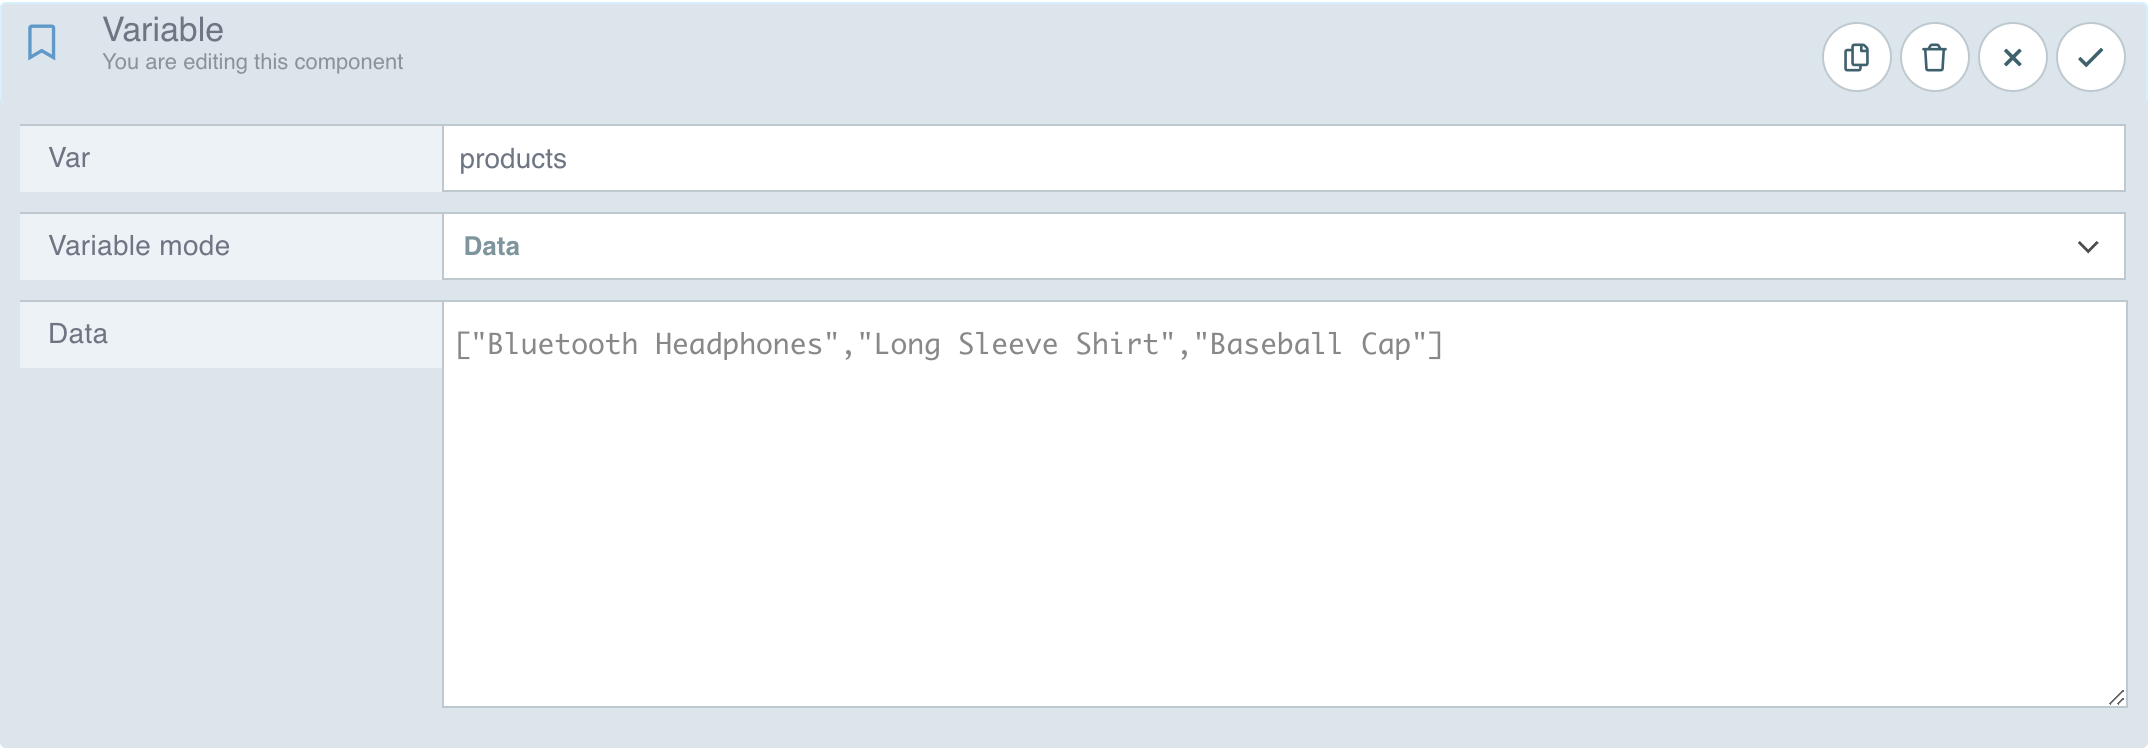 Variable
You are editing this component
Var
products
Variable mode
Data
Data
["Bluetooth Headphones","Long Sleeve Shirt","Baseball Cap"]